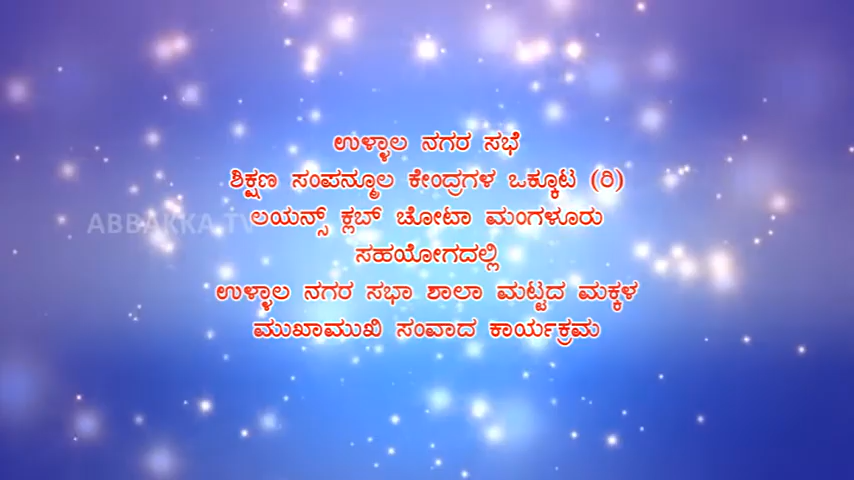 ಉಳ್ಳಾಲ ನಗರ ಸಭೆ
ಶಿಕ್ಷಣ ಸಂಪನ್ಮೂಲ ಕೇಂದ್ರಗಳ ಒಕ್ಕೂಟ (ರಿ)
ABBAKKA TV
ಲಯನ್ಸ್ ಕ್ಲಬ್ ಚೋಟಾ ಮಂಗಳೂರು
ಸಹಯೋಗದಲ್ಲಿ
ಉಳ್ಳಾಲ ನಗರ ಸಭಾ ಶಾಲಾ ಮಟ್ಟದ ಮಕ್ಕಳ
ಮುಖಾಮುಖಿ ಸಂವಾದ ಕಾರ್ಯಕ್ರಮ